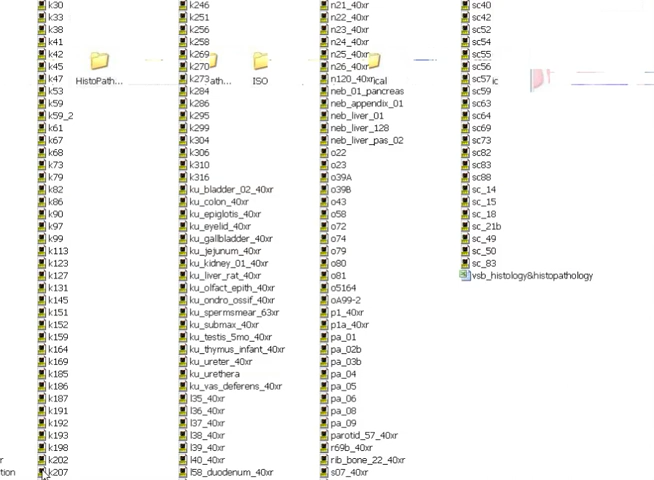 k30
k33
k38
k41
k42
k45
k47
k53
k59
k59_2
k61
k67
k68
k73
k79
k82
k86
k90
k97
k99
k113
k123
k127
k131
k145
k151
k152
k159
k164
k169
k185
k186
k187
k191
k192
k193
k198
k202
k207
HistoPath...
k246
k251
k256
k258
k269
k270
k273
k284
k286
k295
k299
k304
k306
k310
k316
ku_bladder_02_40xr
ku_colon_40xr
ku_epiglotis_40xr
ku_eyelid_40xr
ku_gallbladder_40xr
ku_jejunum_40xr
ku_kidney_01_40xr
ku_liver_rat_40xr
ku_olfact_epith_40xr
ku_ondro_ossif_40xr
ku_spermsmear_63xr
ku_submax_40xr
ku_testis_5mo_40xr
ku_thymus_infant_40xr
ku_ureter_40xr
ku_urethera
ku_vas_deferens_40xr
l35_40xr
l36_40xr
l37_40xr
l38_40xr
l39_40xr
l40_40xr
l58_duodenum_40xr
ath...
ISO
n21_40xr
n22_40xr
n23_40xr
n24_40xr
n25_40xr
n26_40xr
n120_40xr
neb_01_pancreas
neb_appendix_01
neb_liver_01
neb_liver_128
neb_liver_pas_02
o22
o23
o39A
o39B
o43
o58
o72
o74
o79
o80
o81
o5164
oA99-2
p1_40xr
p1a_40xr
pa_01
pa_02b
pa_03b
pa_04
pa_05
pa_06
pa_08
pa_09
parotid_57_40xr
r69b_40xr
rib_bone_22_40xr
s07_40xr
ical
sc40
sc42
sc52
sc54
sc55
sc56
sc57
sc59
sc63
sc64
sc69
sc73
sc82
sc83
sc88
sc_14
sc_15
sc_18
sc_21b
sc_49
sc_50
sc_83
vsb_histology&histopathology
ic
r
tion